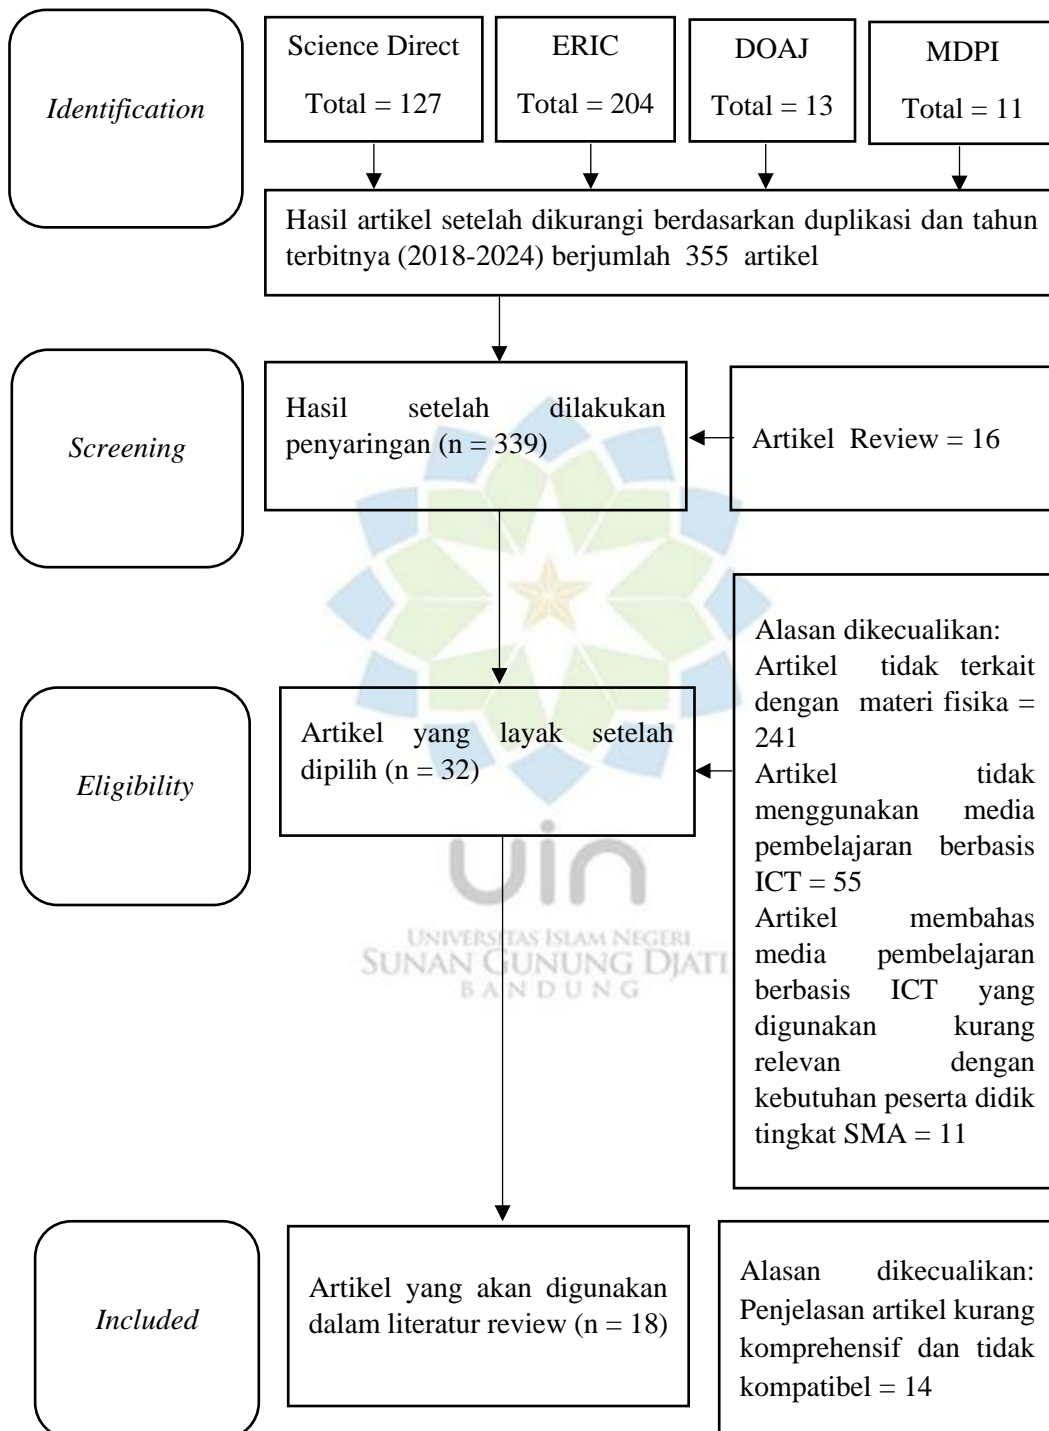 Identification
Science Direct
Total = 127
ERIC
Total = 204
DOAJ
Total = 13
MDPI
Total = 11
Hasil artikel setelah dikurangi berdasarkan duplikasi dan tahun
terbitnya (2018-2024) berjumlah 355 artikel
Screening
Hasil setelah dilakukan
penyaringan (n = 339)
Artikel Review = 16
Eligibility
Artikel yang layak setelah
dipilih (n = 32)
Alasan dikecualikan:
Artikel tidak terkait
dengan materi fisika =
241
Artikel tidak
menggunakan media
pembelajaran berbasis
ICT = 55
Artikel membahas
media pembelajaran
berbasis ICT yang
digunakan kurang
relevan dengan
kebutuhan peserta didik
tingkat SMA = 11
uin
UNIVERSITAS ISLAM NEGERI
SUNAN GUNUNG DJATI
BANDUNG
Included
Artikel yang akan digunakan
dalam literatur review (n = 18)
Alasan dikecualikan:
Penjelasan artikel kurang
komprehensif dan tidak
kompatibel = 14